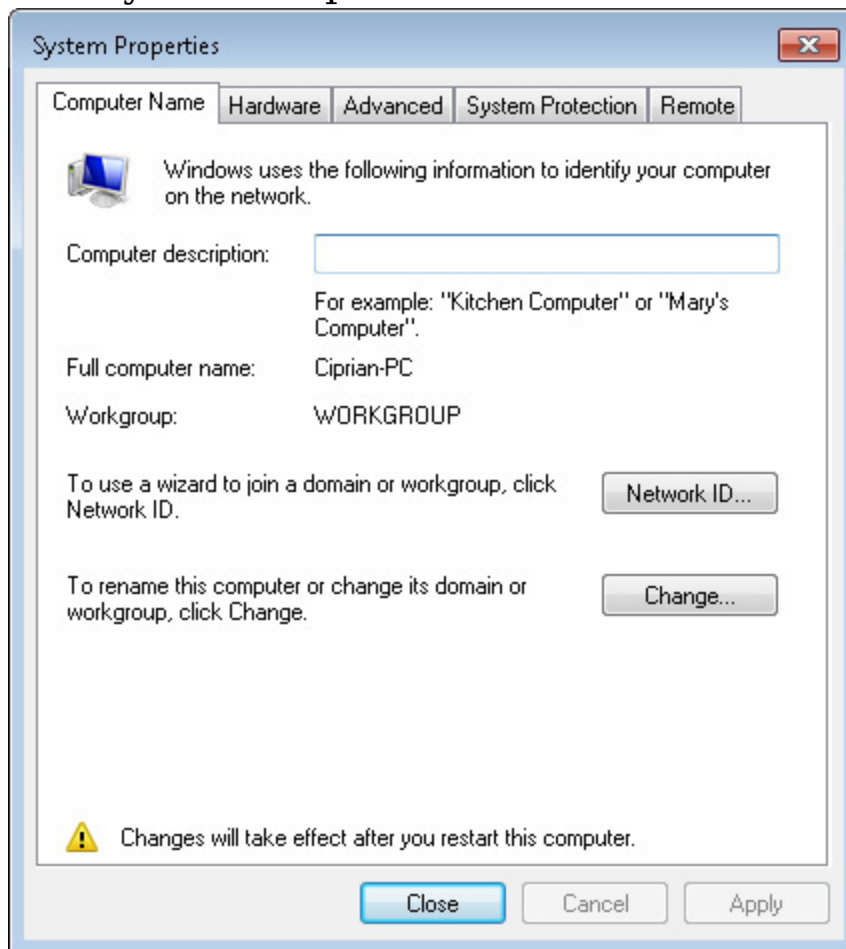 System Properties
Computer Name Hardware Advanced System Protection Remote
Windows uses the following information to identify your computer
on the network.
Computer description:
For example: "Kitchen Computer" or "Mary's
Computer".
Full computer name: Ciprian-PC
Workgroup: WORKGROUP
To use a wizard to join a domain or workgroup, click
Network ID.
Network ID...
To rename this computer or change its domain or
workgroup, click Change.
Change...
Changes will take effect after you restart this computer.
Close Cancel Apply